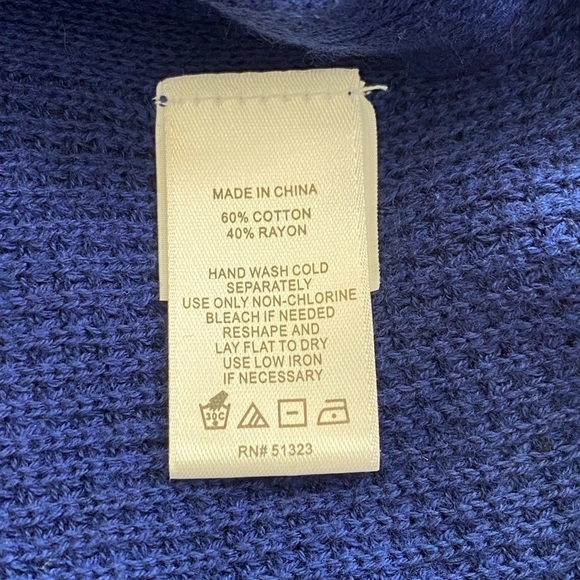 MADE IN CHINA
60% COTTON
40% RAYON
HAND WASH COLD
SEPARATELY
USE ONLY NON-CHLORINE
BLEACH IF NEEDED
RESHAPE AND
LAY FLAT TO DRY
USE LOW IRON
IF NECESSARY
30C
RN# 51323